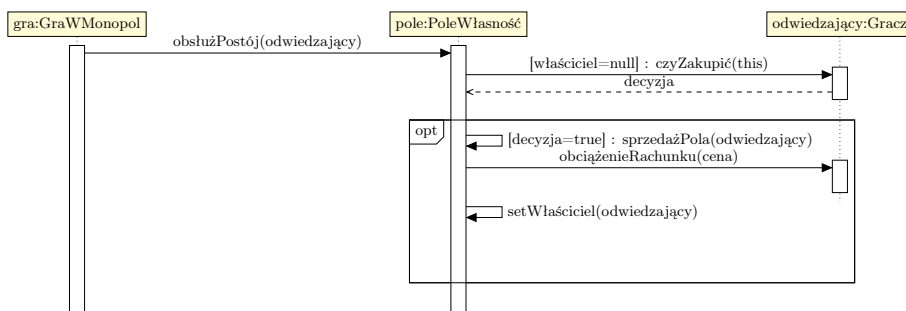 gra:GraWMonopol
pole:PoleWłasność
odwiedzający:Gracz
obsłużPostój(odwiedzający)
[właściciel=null] : czyZakupić(this)
decyzja
opt
[decyzja=true] : sprzedażPola(odwiedzający)
obciążenieRachunku(cena)
setWłaściciel(odwiedzający)